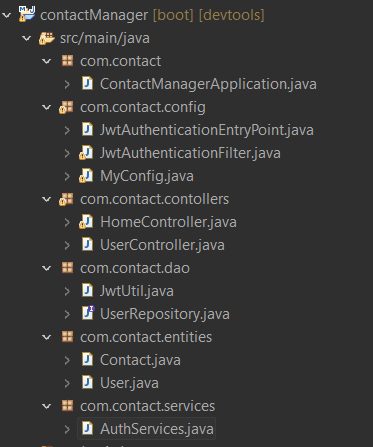 contactManager [boot] [devtools]
src/main/java
com.contact
ContactManagerApplication.java
com.contact.config
JwtAuthenticationEntryPoint.java
JwtAuthenticationFilter.java
MyConfig.java
com.contact.contollers
HomeController.java
UserController.java
com.contact.dao
JwtUtil.java
UserRepository.java
com.contact.entities
Contact.java
User.java
com.contact.services
AuthServices.java